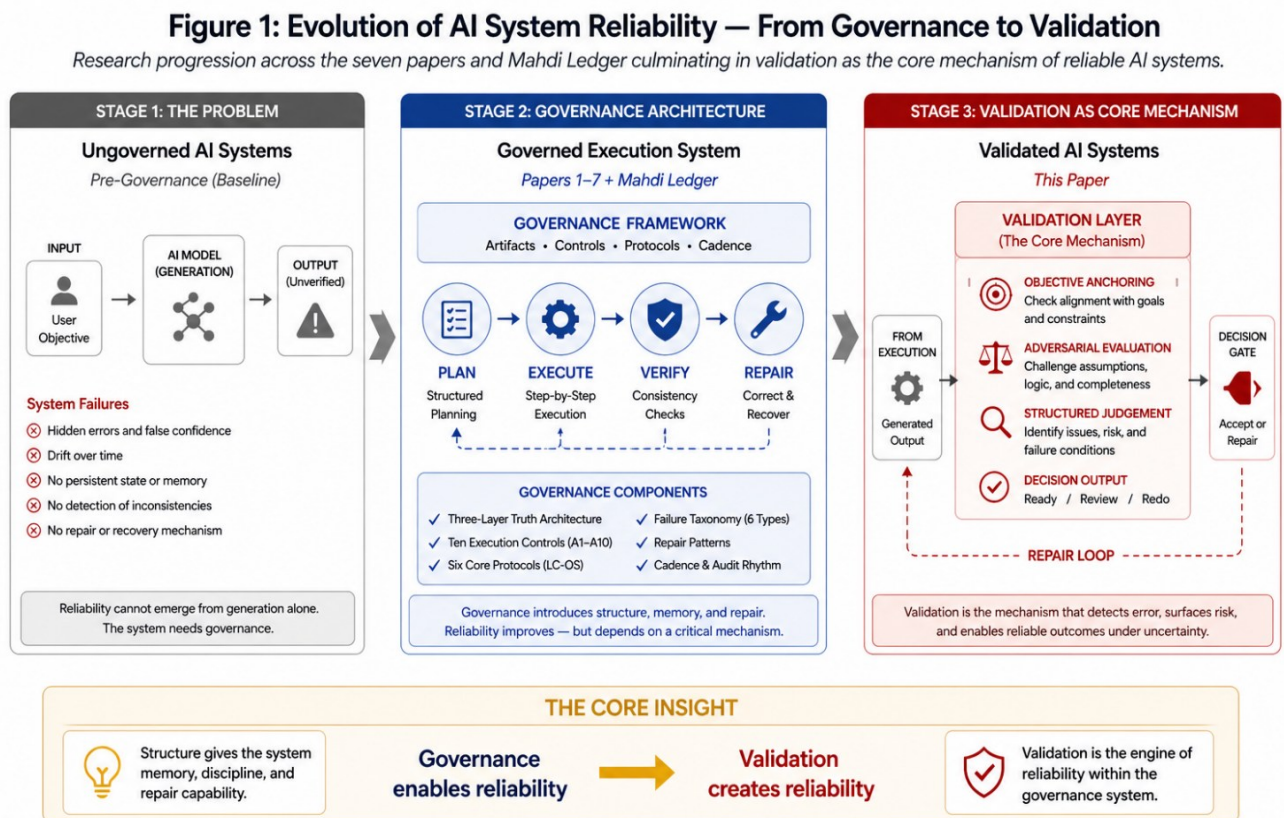 Figure 1: Evolution of AI System Reliability — From Governance to Validation
Research progression across the seven papers and Mahdi Ledger culminating in validation as the core mechanism of reliable AI systems.
STAGE 1: THE PROBLEM
Ungoverned AI Systems
Pre-Governance (Baseline)
INPUT
User
Objective
AI MODEL
(GENERATION)
OUTPUT
(Unverified)
System Failures
Hidden errors and false confidence
Drift over time
No persistent state or memory
No detection of inconsistencies
No repair or recovery mechanism
Reliability cannot emerge from generation alone.
The system needs governance.
STAGE 2: GOVERNANCE ARCHITECTURE
Governed Execution System
Papers 1–7 + Mahdi Ledger
GOVERNANCE FRAMEWORK
Artifacts • Controls • Protocols • Cadence
PLAN
Structured
Planning
EXECUTE
Step-by-Step
Execution
VERIFY
Consistency
Checks
REPAIR
Correct &
Recover
GOVERNANCE COMPONENTS
Three-Layer Truth Architecture
Ten Execution Controls (A1–A10)
Six Core Protocols (LC-OS)
Failure Taxonomy (6 Types)
Repair Patterns
Cadence & Audit Rhythm
Governance introduces structure, memory, and repair.
Reliability improves — but depends on a critical mechanism.
STAGE 3: VALIDATION AS CORE MECHANISM
Validated AI Systems
This Paper
FROM
EXECUTION
Generated
Output
VALIDATION LAYER
(The Core Mechanism)
OBJECTIVE ANCHORING
Check alignment with goals
and constraints
ADVERSARIAL EVALUATION
Challenge assumptions,
logic, and completeness
STRUCTURED JUDGEMENT
Identify issues, risk, and
failure conditions
DECISION OUTPUT
Ready / Review / Redo
DECISION
GATE
Accept or
Repair
REPAIR LOOP
Validation is the mechanism that detects error, surfaces risk,
and enables reliable outcomes under uncertainty.
THE CORE INSIGHT
Structure gives the system
memory, discipline, and
repair capability.
Governance
enables reliability
Validation
creates reliability
Validation is the engine of
reliability within the
governance system.